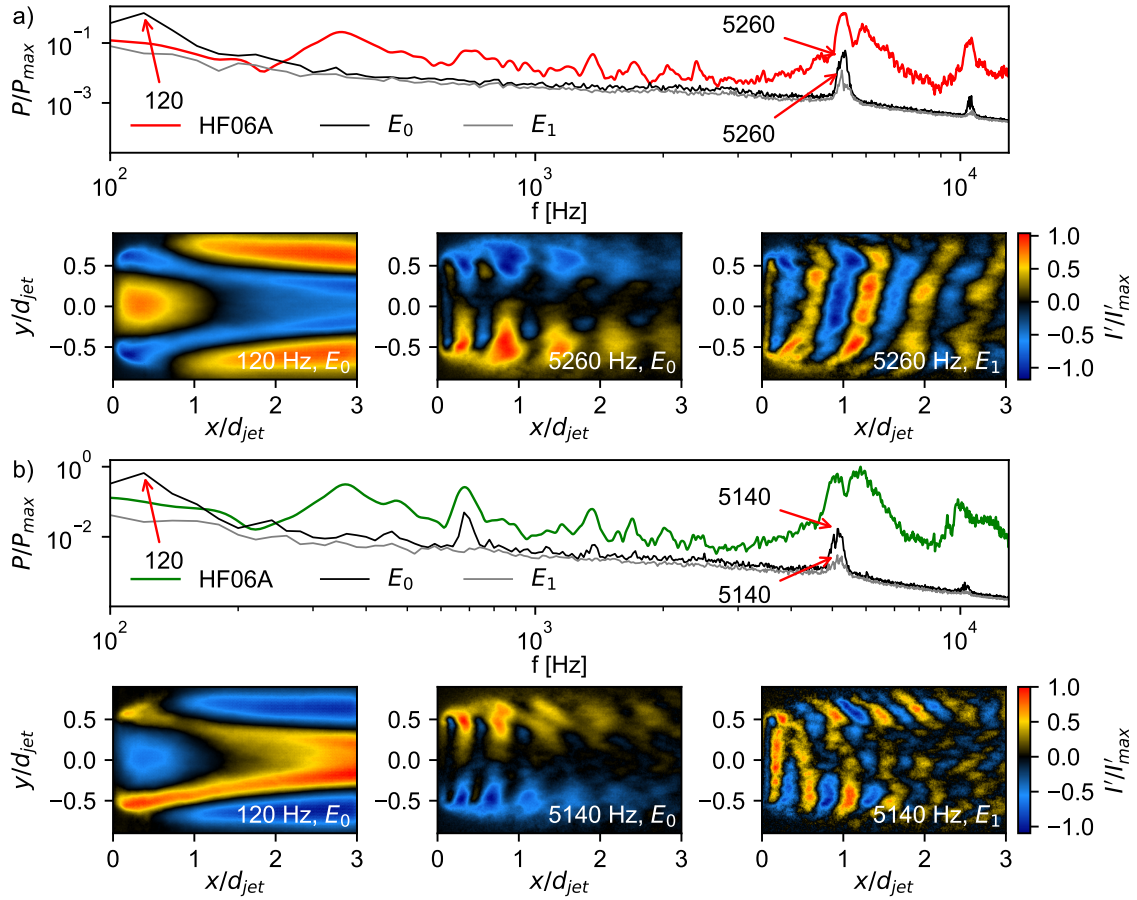 a)
P/P_max
10^-1
10^-3
120
5260
5260
HF06A E_0 E_1
10^2 10^3 10^4
f [Hz]
y/d_jet
0.5 0.5 0.5
0.0 0.0 0.0
−0.5 −0.5 −0.5
120 Hz, E_0 5260 Hz, E_0 5260 Hz, E_1
0 1 2 3 0 1 2 3 0 1 2 3
x/d_jet x/d_jet x/d_jet
1.0
0.5
0.0
−0.5
−1.0
I'/I'_max
b)
P/P_max
10^0
10^-2
120
5140
5140
HF06A E_0 E_1
10^2 10^3 10^4
f [Hz]
y/d_jet
0.5 0.5 0.5
0.0 0.0 0.0
−0.5 −0.5 −0.5
120 Hz, E_0 5140 Hz, E_0 5140 Hz, E_1
0 1 2 3 0 1 2 3 0 1 2 3
x/d_jet x/d_jet x/d_jet
1.0
0.5
0.0
−0.5
−1.0
I'/I'_max